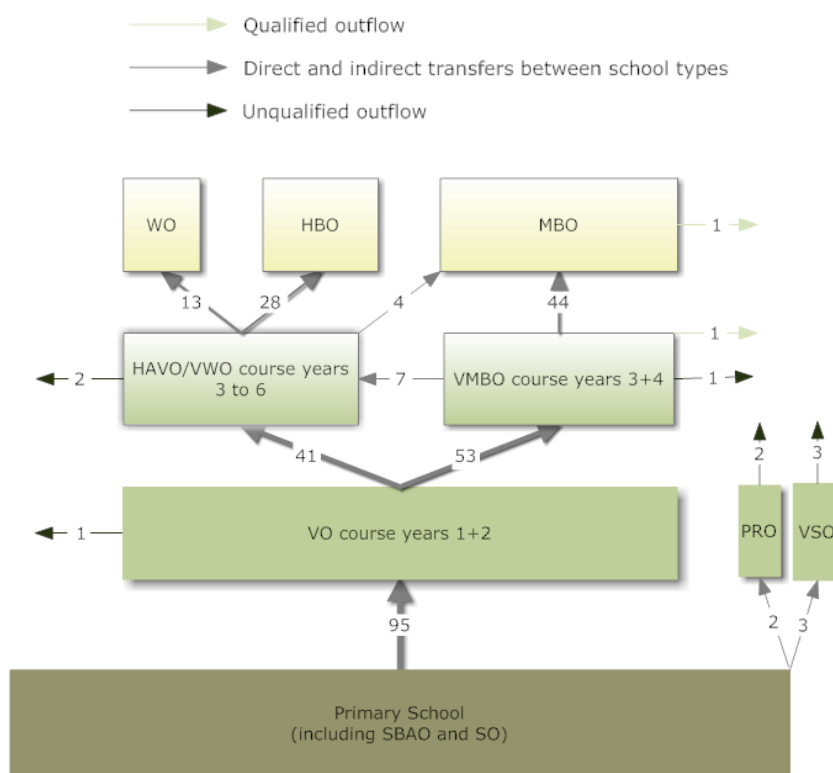 Qualified outflow
Direct and indirect transfers between school types
Unqualified outflow
WO
HBO
MBO
1
13
28
4
44
1
2
HAVO/VWO course years
3 to 6
7
VMBO course years 3+4
1
41
53
2
3
1
VO course years 1+2
PRO
VSO
95
2
3
Primary School
(including SBAO and SO)